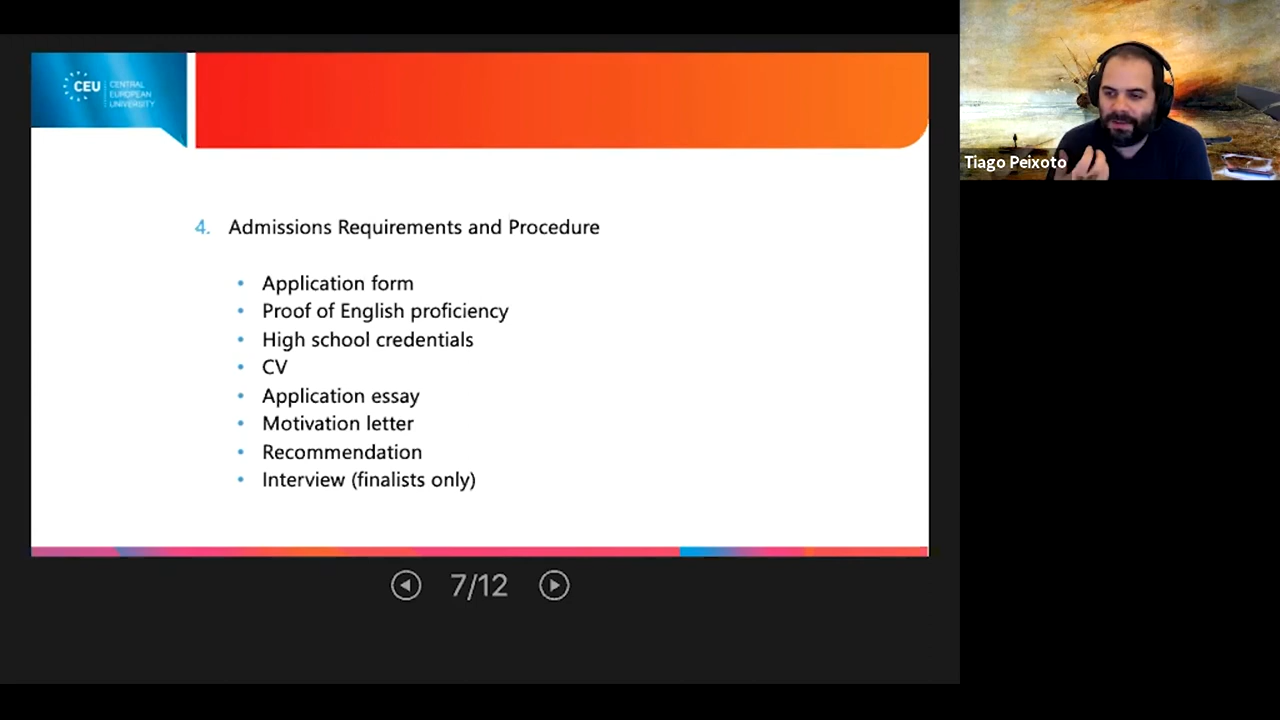 CEU
CENTRAL
EUROPEAN
UNIVERSITY
Tiago Peixoto
4. Admissions Requirements and Procedure
• Application form
• Proof of English proficiency
• High school credentials
• CV
• Application essay
• Motivation letter
• Recommendation
• Interview (finalists only)
7/12